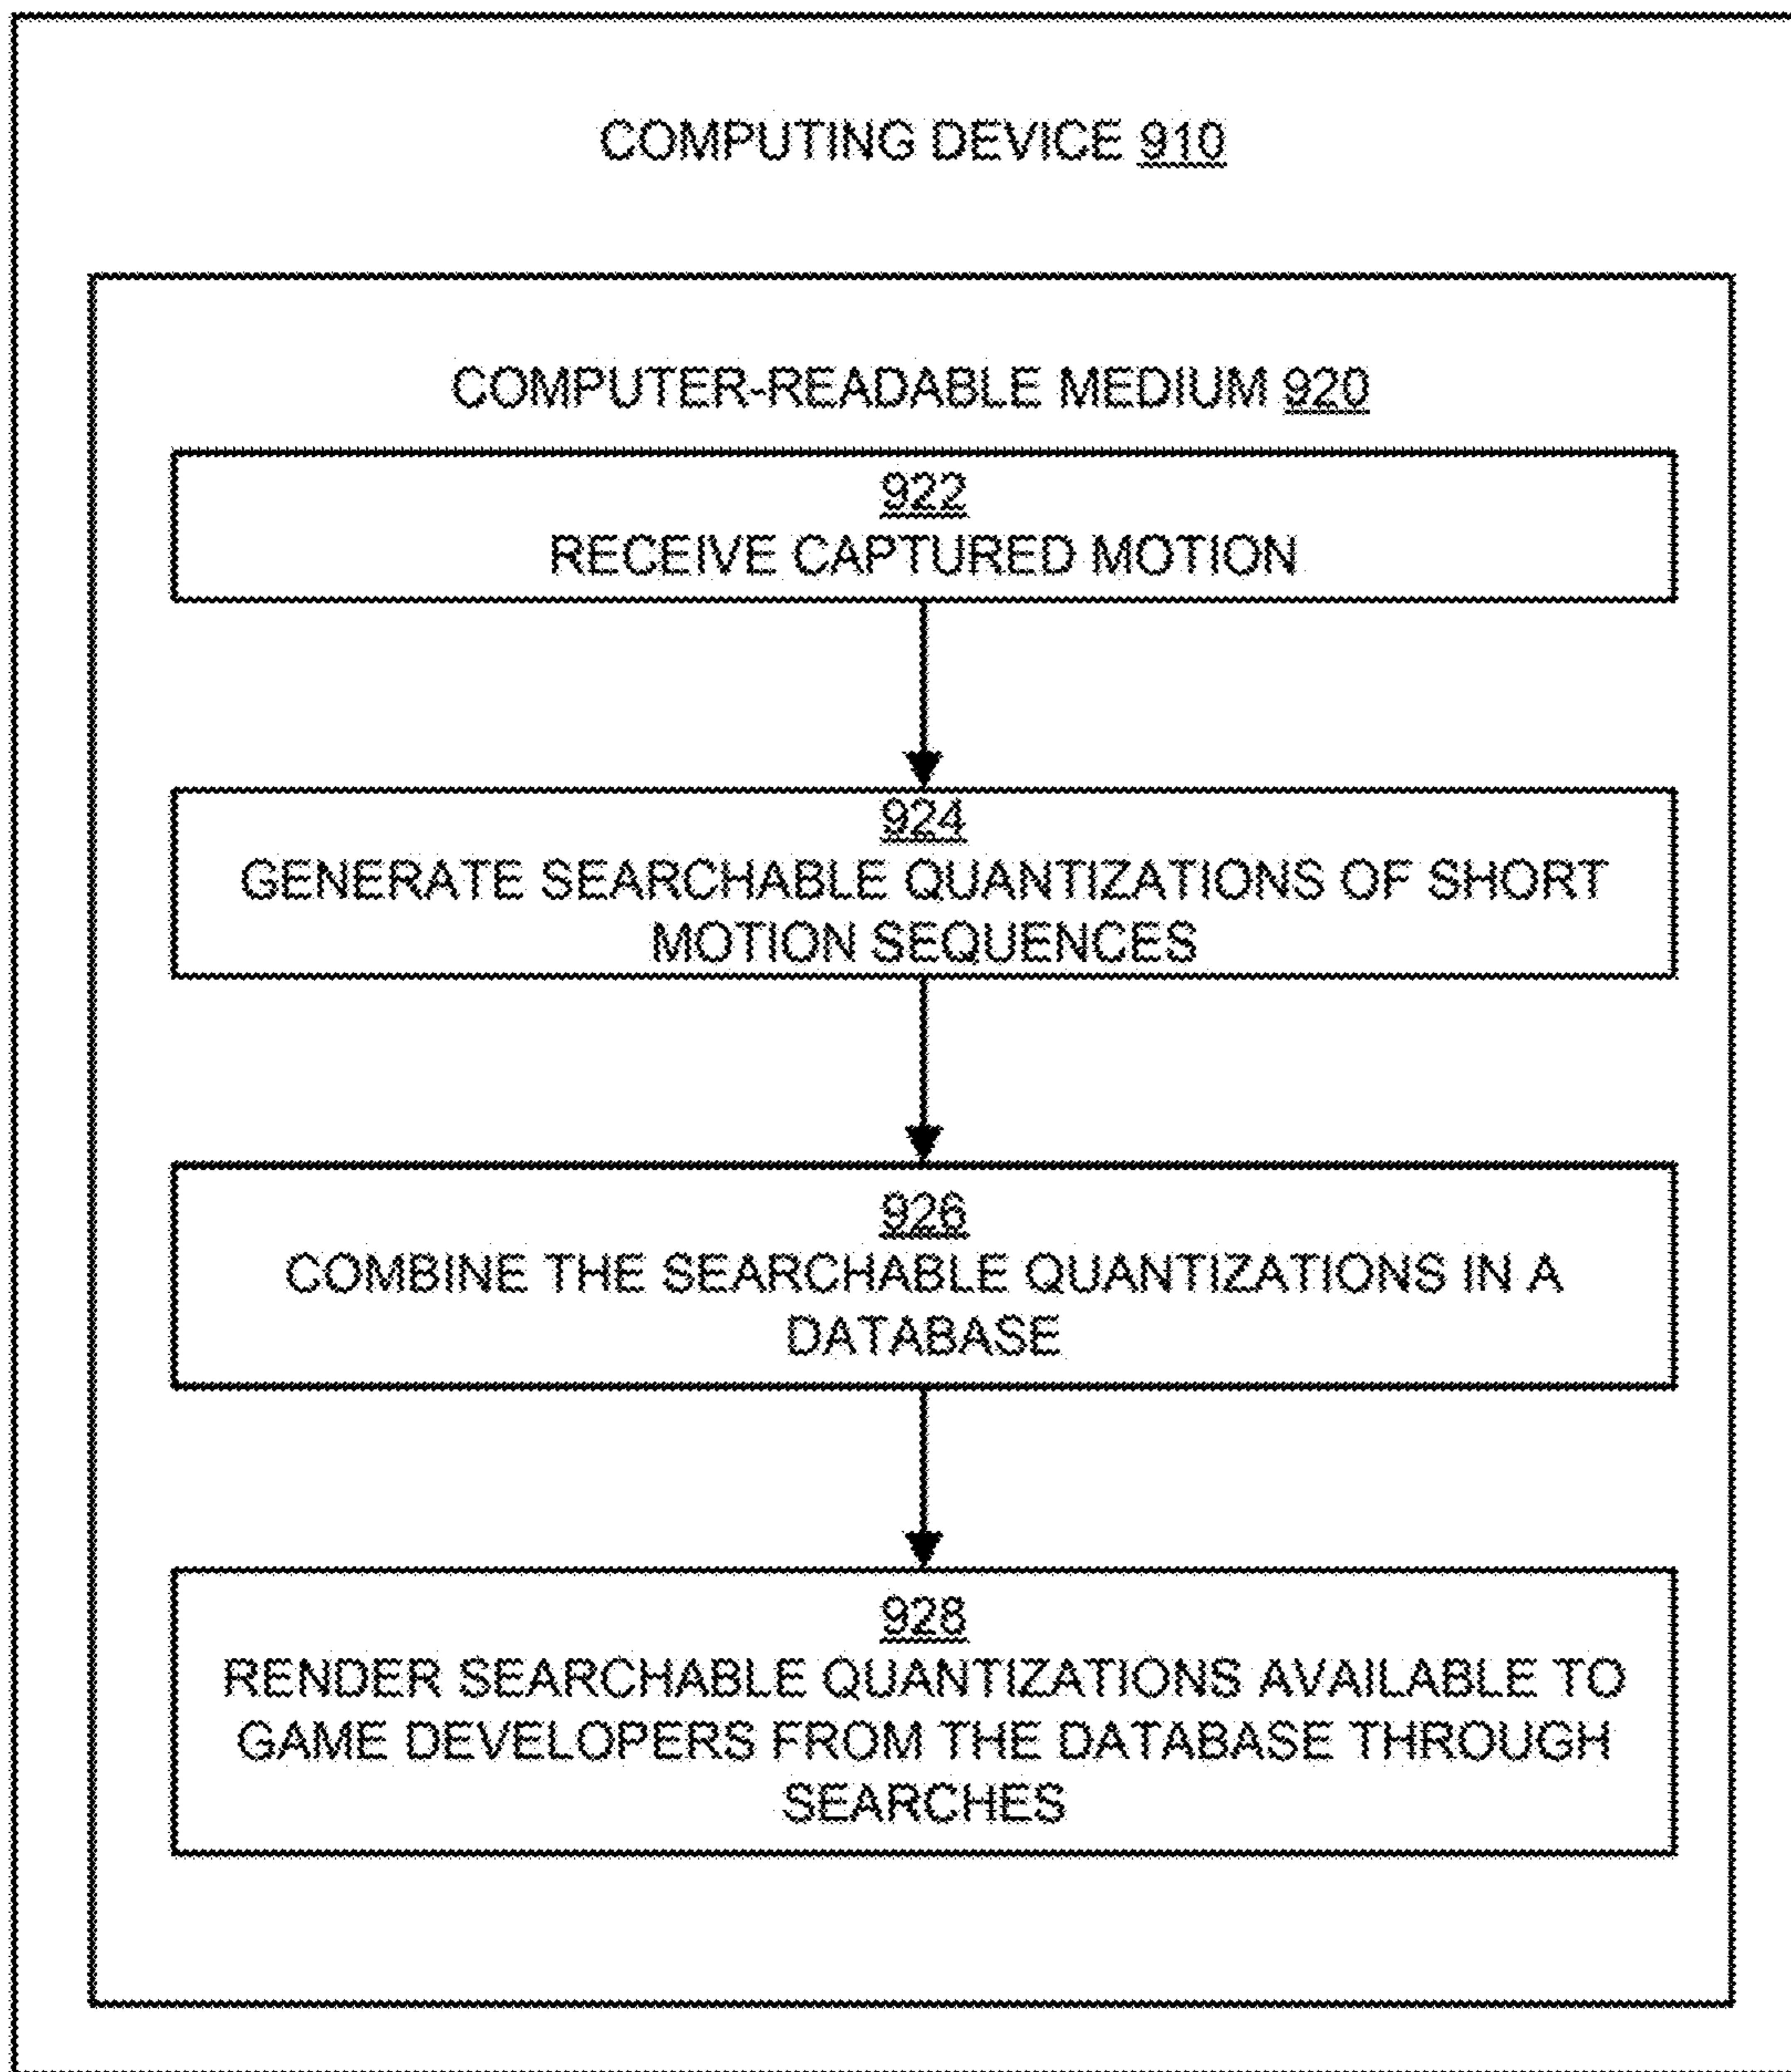 COMPUTING DEVICE 910
COMPUTER-READABLE MEDIUM 920
922
RECEIVE CAPTURED MOTION
924
GENERATE SEARCHABLE QUANTIZATIONS OF SHORT
MOTION SEQUENCES
926
COMBINE THE SEARCHABLE QUANTIZATIONS IN A
DATABASE
928
RENDER SEARCHABLE QUANTIZATIONS AVAILABLE TO
GAME DEVELOPERS FROM THE DATABASE THROUGH
SEARCHES